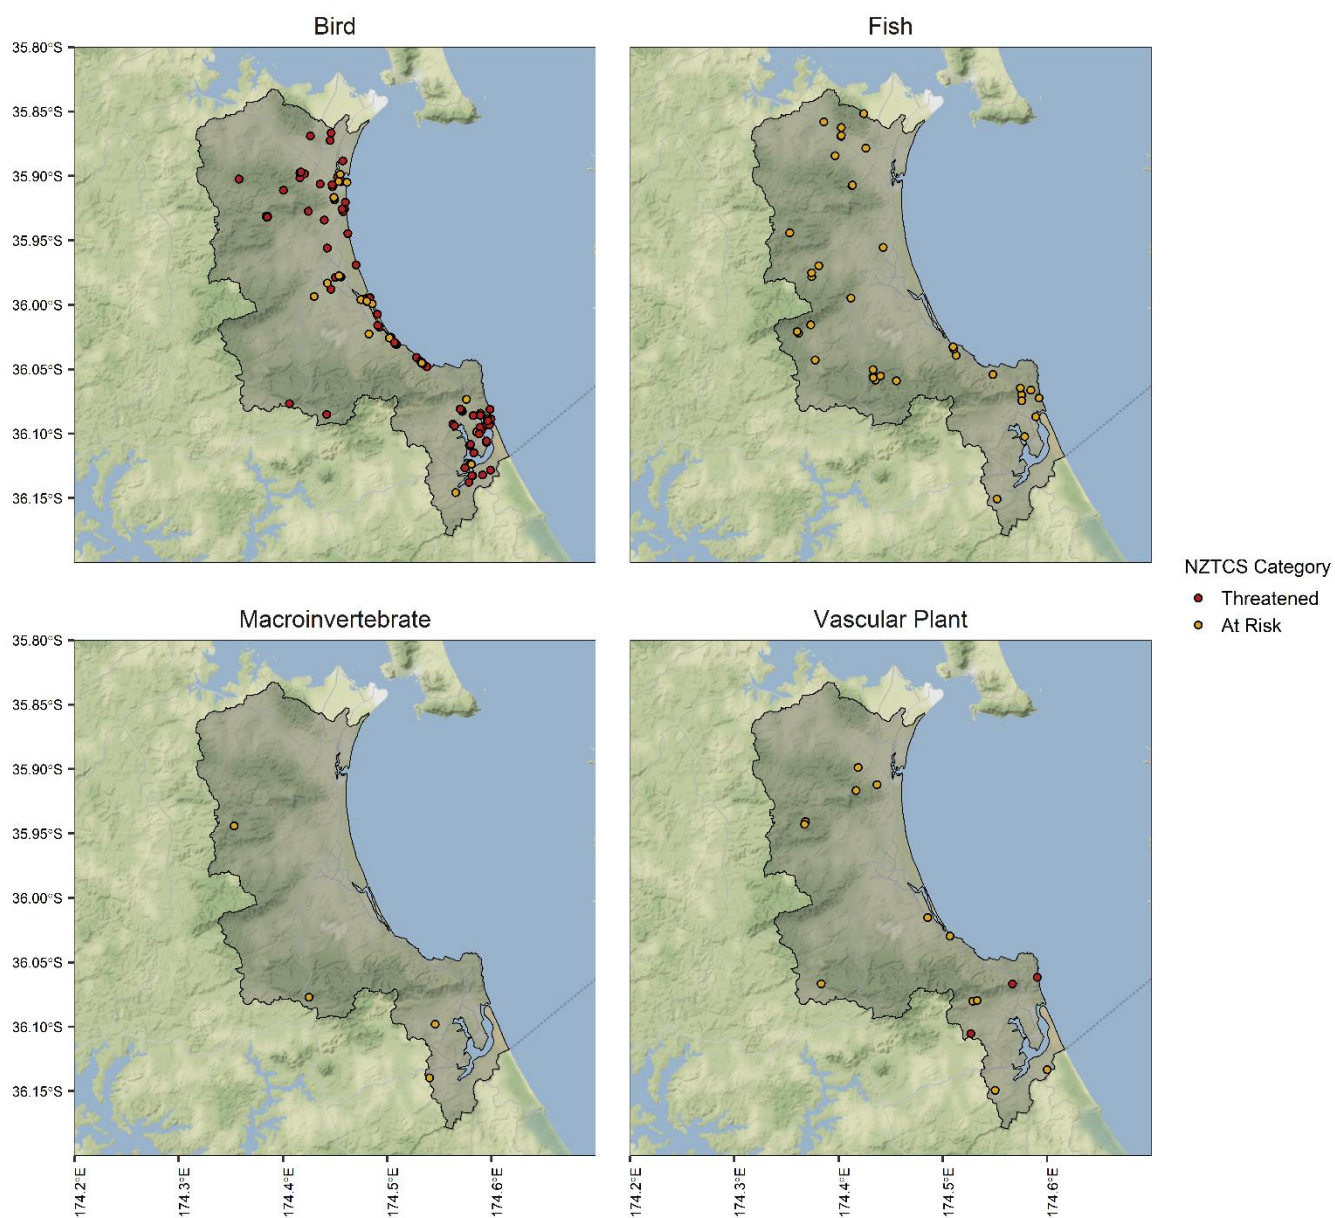 Bird
Fish
35.80°S
35.85°S
35.90°S
35.95°S
36.00°S
36.05°S
36.10°S
36.15°S
NZTCS Category
Threatened
At Risk
Macroinvertebrate
Vascular Plant
35.80°S
35.85°S
35.90°S
35.95°S
36.00°S
36.05°S
36.10°S
36.15°S
174.2°E
174.3°E
174.4°E
174.5°E
174.6°E
174.2°E
174.3°E
174.4°E
174.5°E
174.6°E